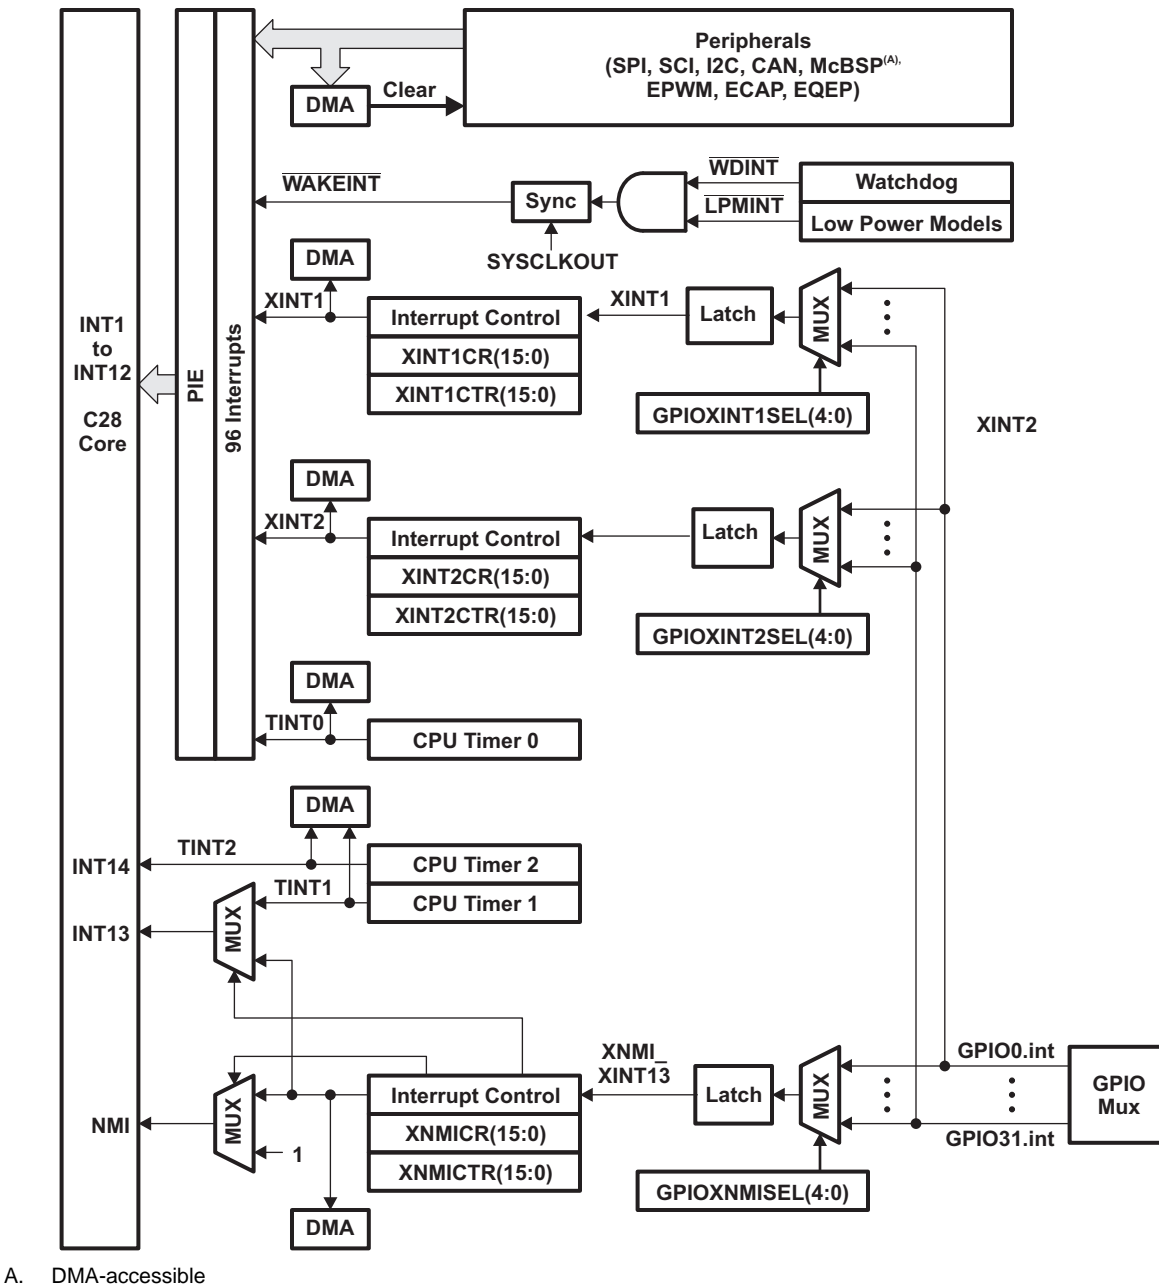 Peripherals
(SPI, SCI, I2C, CAN, McBSP(A),
EPWM, ECAP, EQEP)
DMA
Clear
WAKEINT
Sync
SYSCLKOUT
WDINT
LPMINT
Watchdog
Low Power Models
INT1
to
INT12
C28
Core
PIE
96 Interrupts
DMA
XINT1
Interrupt Control
XINT1CR(15:0)
XINT1CTR(15:0)
XINT1
Latch
MUX
GPIOXINT1SEL(4:0)
XINT2
DMA
XINT2
Interrupt Control
XINT2CR(15:0)
XINT2CTR(15:0)
Latch
MUX
GPIOXINT2SEL(4:0)
DMA
TINT0
CPU Timer 0
DMA
INT14
TINT2
CPU Timer 2
TINT1
CPU Timer 1
INT13
MUX
NMI
MUX
1
Interrupt Control
XNMICR(15:0)
XNMICTR(15:0)
DMA
XNMI_
XINT13
Latch
MUX
GPIOXNMISEL(4:0)
GPIO0.int
GPIO31.int
GPIO
Mux
A. DMA-accessible